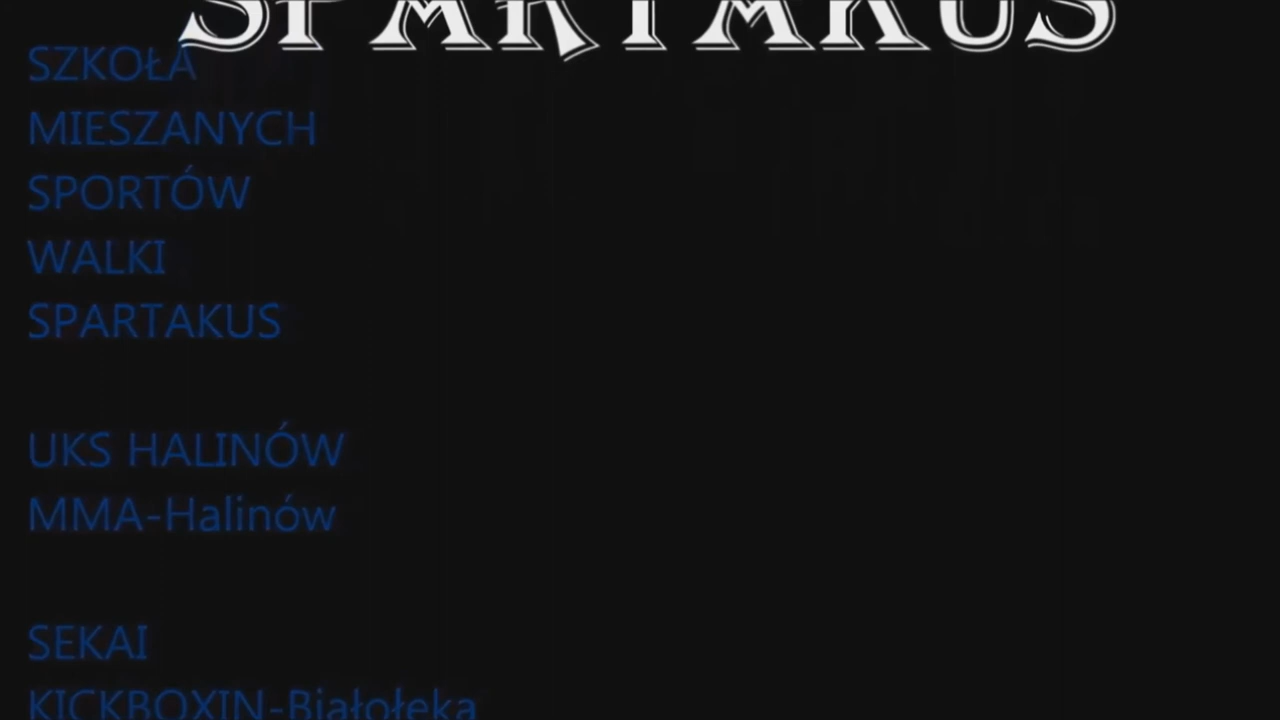 SPARTAKUS
SZKOŁA
MIESZANYCH
SPORTÓW
WALKI
SPARTAKUS
UKS HALINÓW
MMA-Halinów
SEKAI
KICKBOXIN-Białołęka